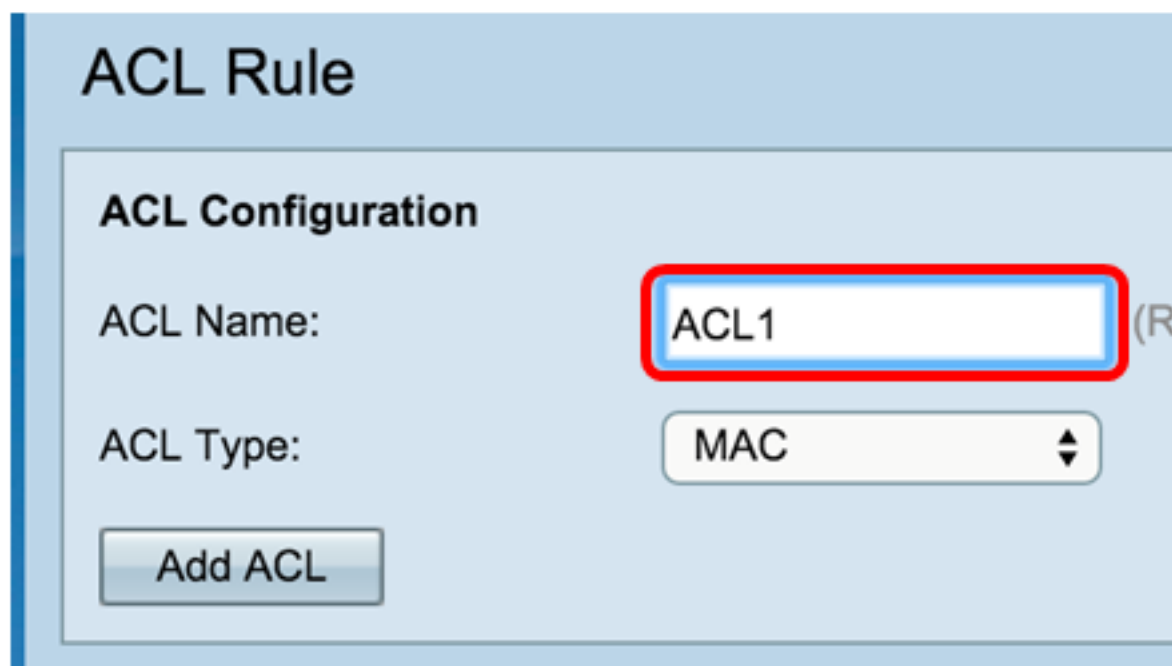 ACL Rule
ACL Configuration
ACL Name: ACL1 (R
ACL Type: MAC
Add ACL